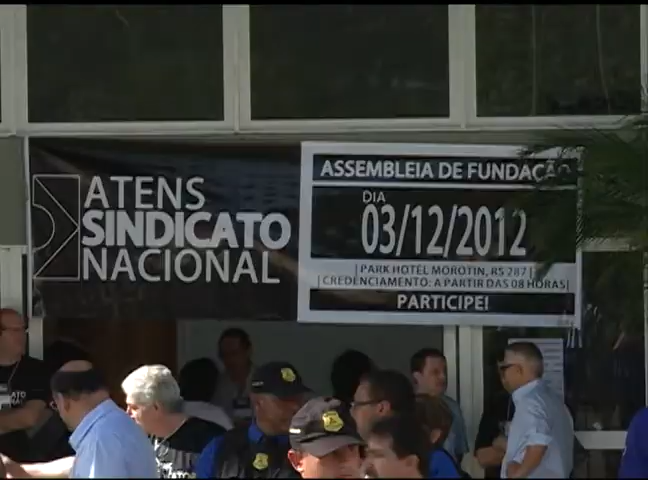 ATENS
SINDICATO
NACIONAL
ASSEMBLEIA DE FUNDAÇÃO
DIA
03/12/2012
| PARK HOTEL MOROTIN, RS 287 |
| CREDENCIAMENTO: A PARTIR DAS 08 HORAS|
PARTICIPE!